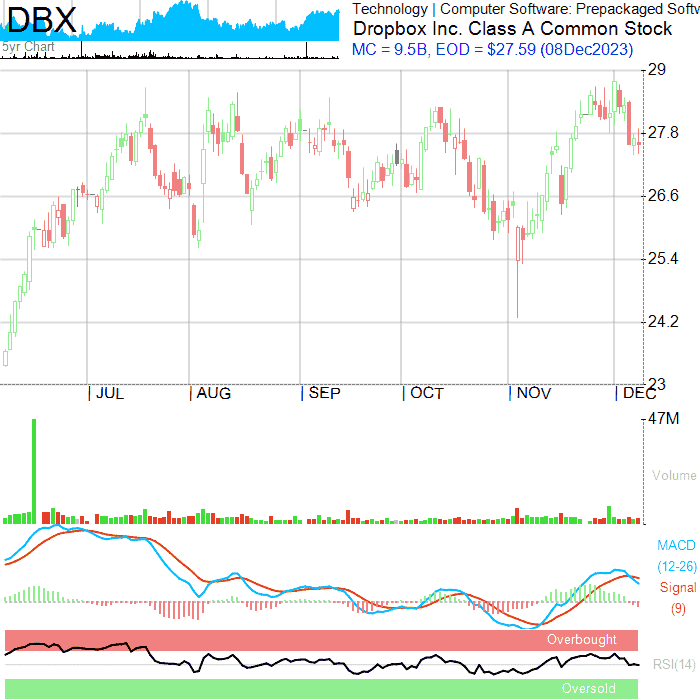 DBX
Technology | Computer Software: Prepackaged Softw
Dropbox Inc. Class A Common Stock
5yr Chart
MC = 9.5B, EOD = $27.59 (08Dec2023)
29
27.8
26.6
25.4
24.2
23
JUL AUG SEP OCT NOV DEC
47M
Volume
MACD
(12-26)
Signal
(9)
Overbought
RSI(14)
Oversold